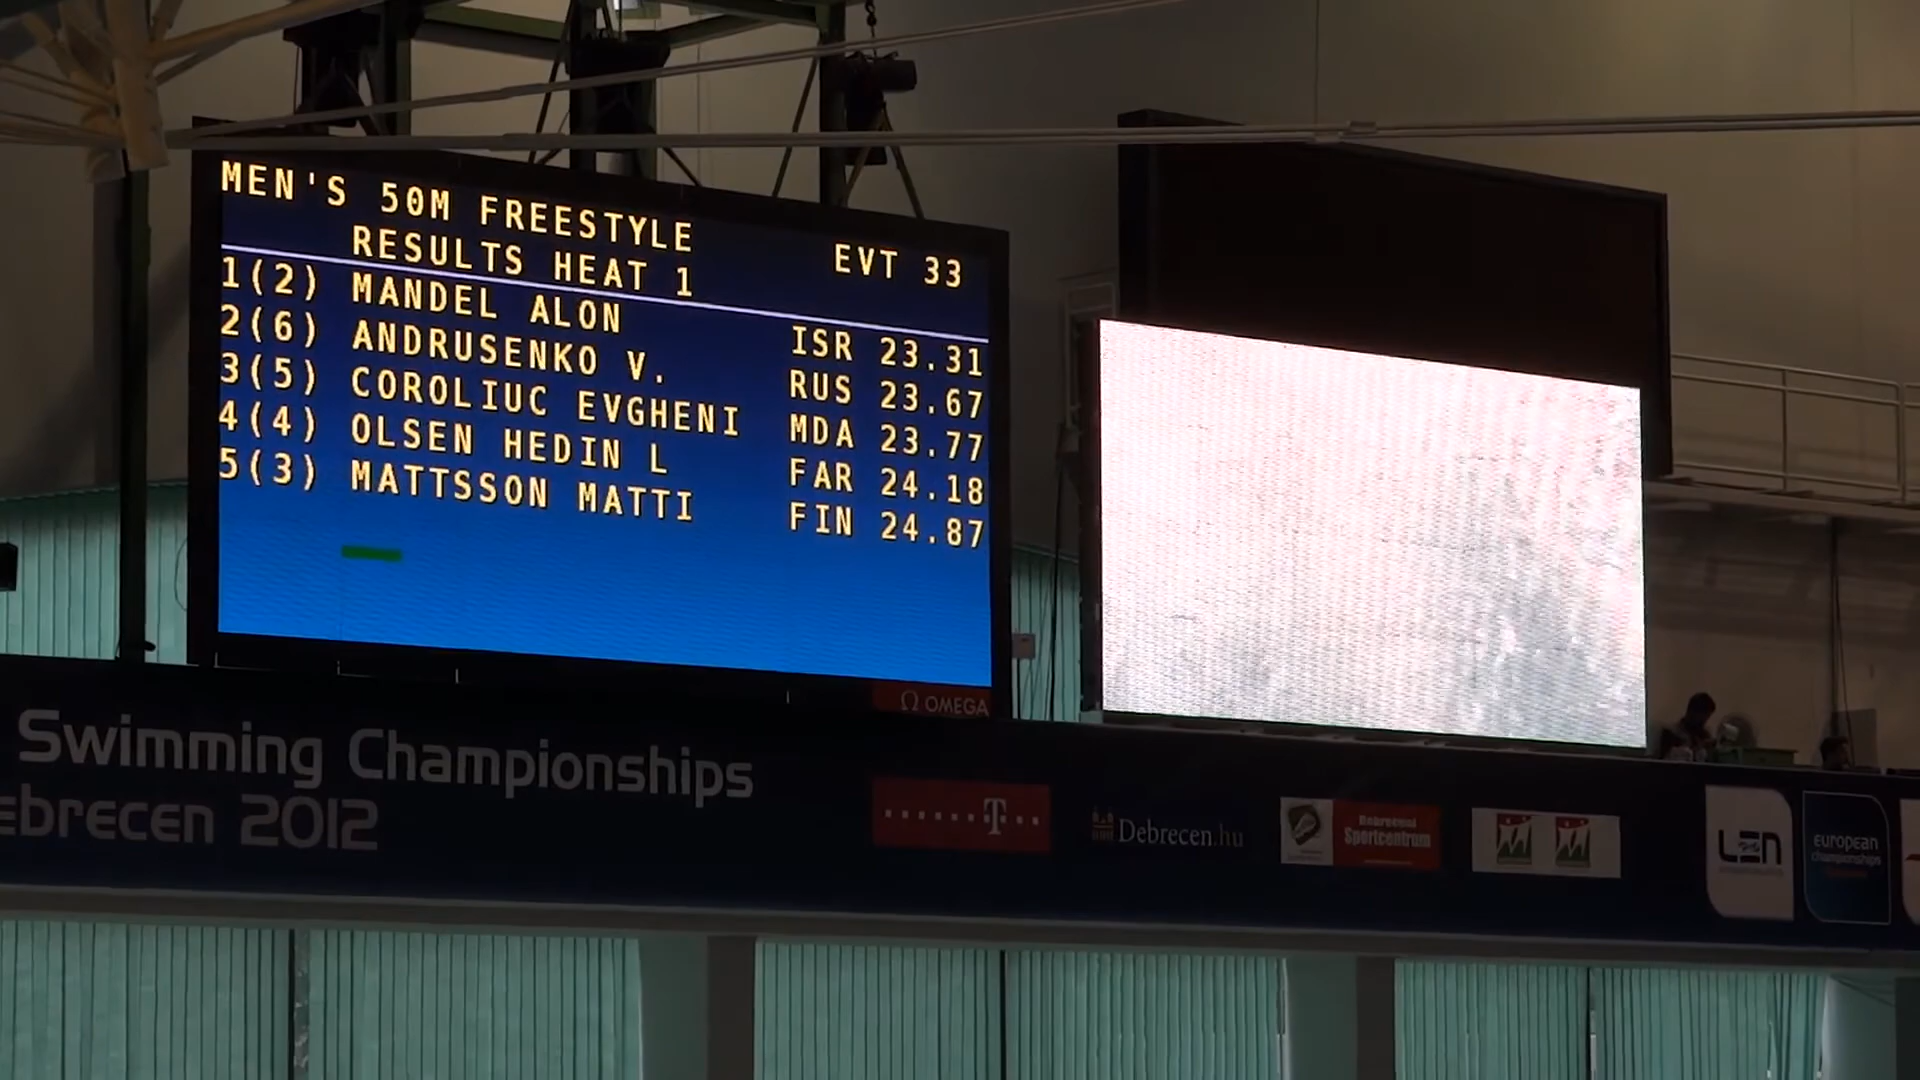 MEN'S 50M FREESTYLE
RESULTS HEAT 1 EVT 33
1(2) MANDEL ALON ISR 23.31
2(6) ANDRUSENKO V. RUS 23.67
3(5) COROLIUC EVGHENI MDA 23.77
4(4) OLSEN HEDIN L FAR 24.18
5(3) MATTSSON MATTI FIN 24.87
Ω OMEGA
Swimming Championships
ebrecen 2012
T
Debrecen.hu
Sportcentrum
LEN
european
championships